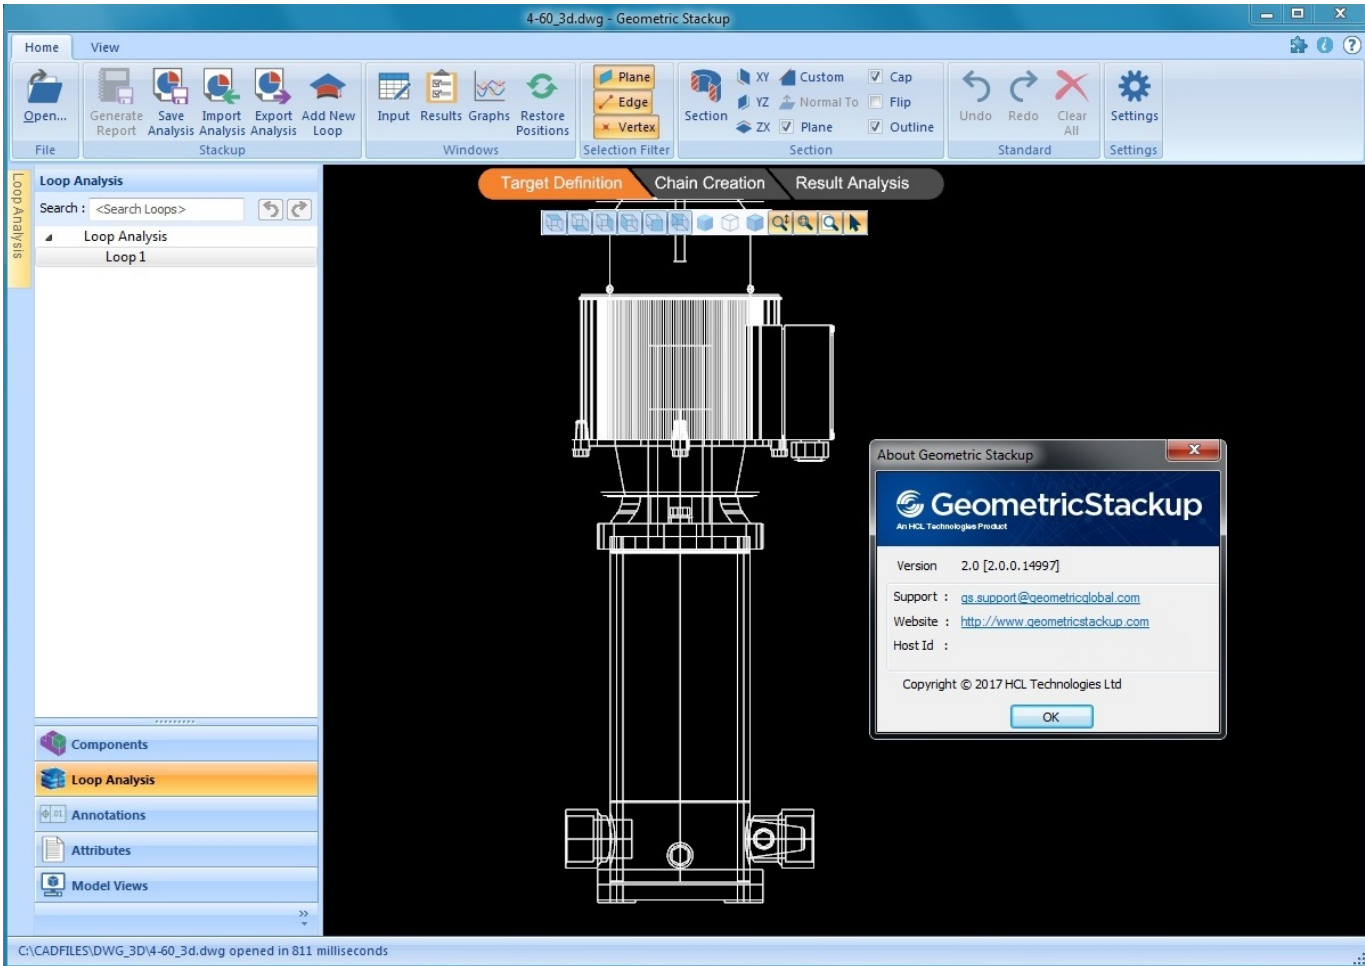 4-60_3d.dwg - Geometric Stackup
Home View
Open...
Generate Report
Save Analysis
Import Analysis
Export Analysis
Add New Loop
Input Results Graphs
Restore Positions
Plane
Edge
Vertex
Section
XY Custom Cap
YZ Normal To Flip
ZX Plane Outline
Undo Redo
Clear All
Settings
File Stackup Windows Selection Filter Section Standard Settings
Loop Analysis
Loop Analysis
Search : <Search Loops>
Loop Analysis
Loop 1
Target Definition Chain Creation Result Analysis
About Geometric Stackup
GeometricStackup
An HCL Technologies Product
Version 2.0 [2.0.0.14997]
Support : gs.support@geometricglobal.com
Website : http://www.geometricstackup.com
Host Id :
Copyright © 2017 HCL Technologies Ltd
OK
Components
Loop Analysis
Annotations
Attributes
Model Views
C:\CADFILES\DWG_3D\4-60_3d.dwg opened in 811 milliseconds